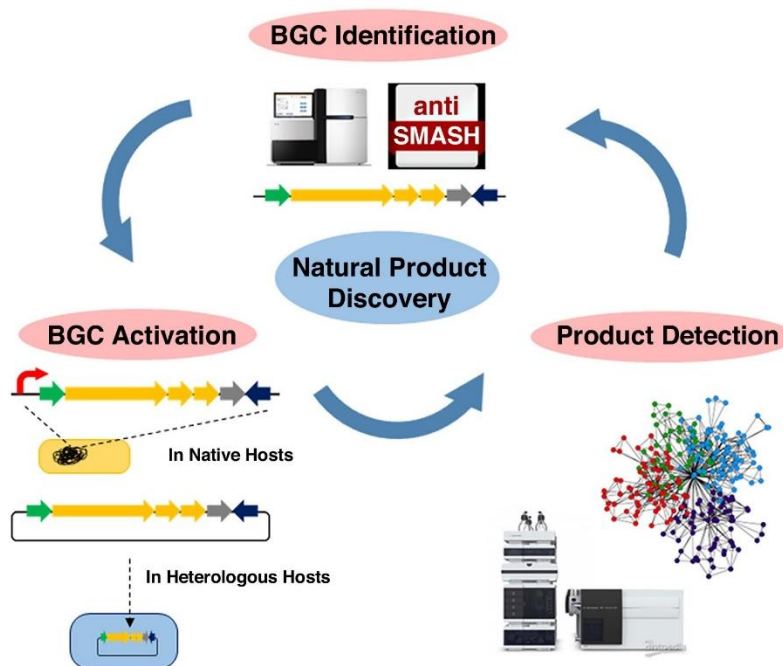 BGC Identification
anti
SMASH
Natural Product
Discovery
BGC Activation
Product Detection
In Native Hosts
In Heterologous Hosts